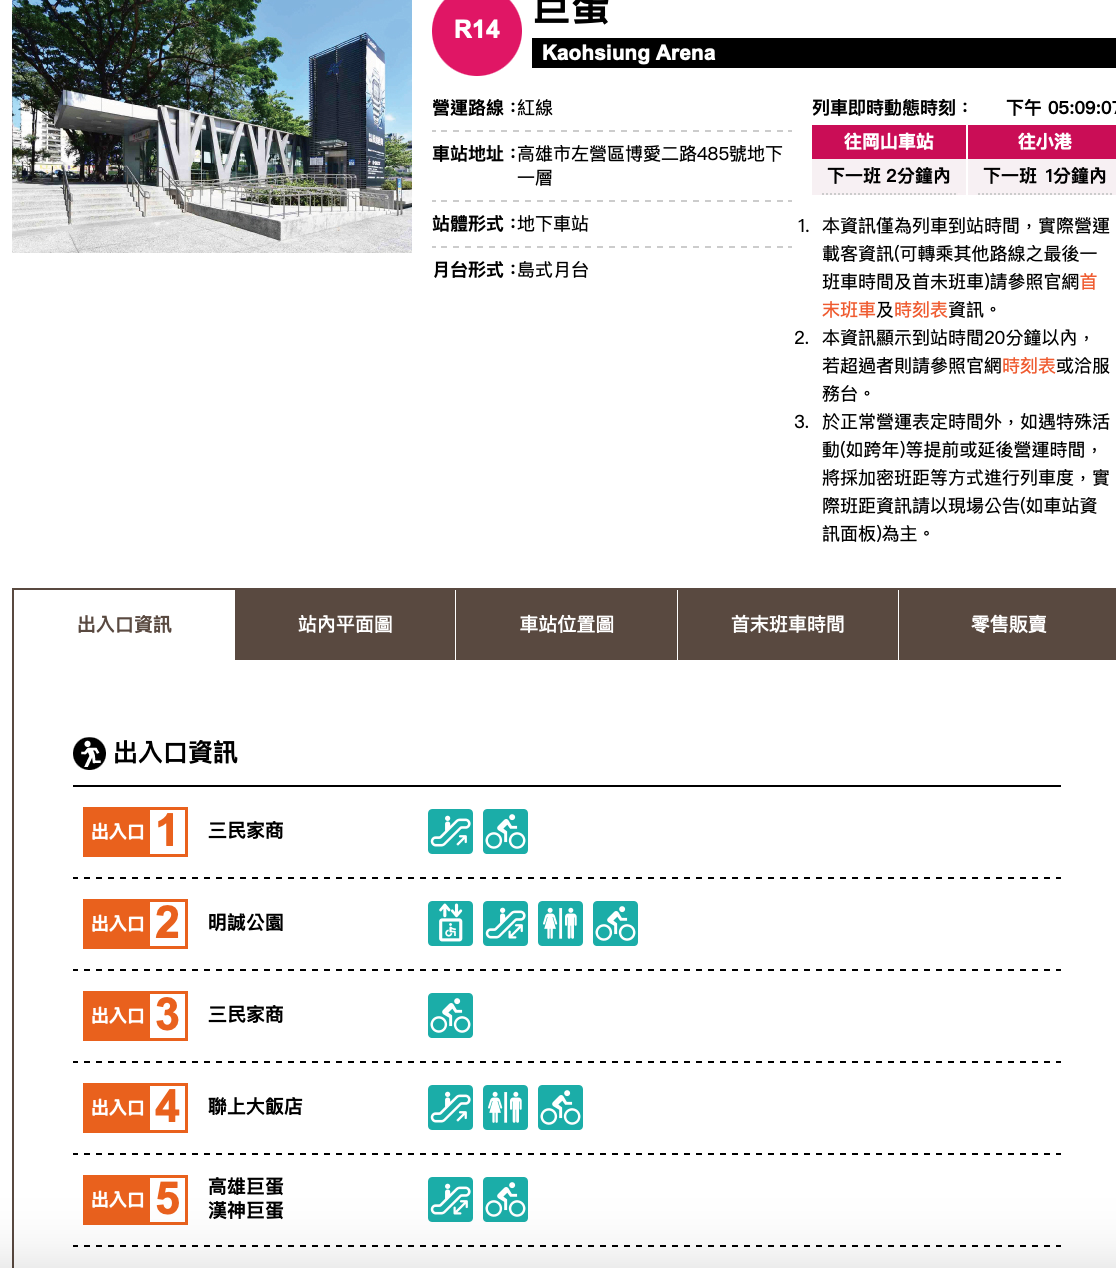 R14
巨蛋
Kaohsiung Arena
營運路線：紅線
車站地址：高雄市左營區博愛二路485號地下
一層
站體形式：地下車站
月台形式：島式月台
列車即時動態時刻： 下午 05:09:07
往岡山車站 往小港
下一班 2分鐘內 下一班 1分鐘內
1. 本資訊僅為列車到站時間，實際營運
載客資訊(可轉乘其他路線之最後一
班車時間及首末班車)請參照官網首
末班車及時刻表資訊。
2. 本資訊顯示到站時間20分鐘以內，
若超過者則請參照官網時刻表或洽服
務台。
3. 於正常營運表定時間外，如遇特殊活
動(如跨年)等提前或延後營運時間，
將採加密班距等方式進行列車度，實
際班距資訊請以現場公告(如車站資
訊面板)為主。
出入口資訊 站內平面圖 車站位置圖 首末班車時間 零售販賣
出入口資訊
出入口 1 三民家商
出入口 2 明誠公園
出入口 3 三民家商
出入口 4 聯上大飯店
出入口 5 高雄巨蛋
漢神巨蛋